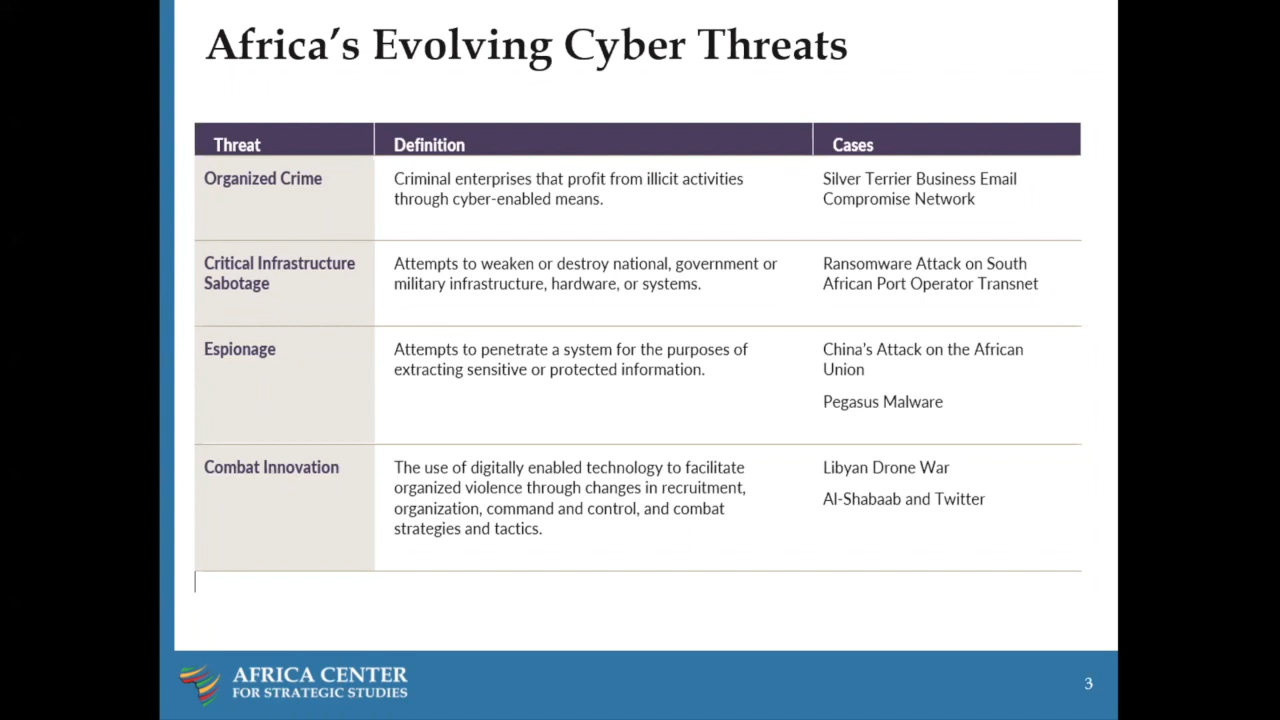 Africa’s Evolving Cyber Threats
Threat
Definition
Cases
Organized Crime
Criminal enterprises that profit from illicit activities
through cyber-enabled means.
Silver Terrier Business Email
Compromise Network
Critical Infrastructure
Sabotage
Attempts to weaken or destroy national, government or
military infrastructure, hardware, or systems.
Ransomware Attack on South
African Port Operator Transnet
Espionage
Attempts to penetrate a system for the purposes of
extracting sensitive or protected information.
China’s Attack on the African
Union
Pegasus Malware
Combat Innovation
The use of digitally enabled technology to facilitate
organized violence through changes in recruitment,
organization, command and control, and combat
strategies and tactics.
Libyan Drone War
Al-Shabaab and Twitter
AFRICA CENTER
FOR STRATEGIC STUDIES
3